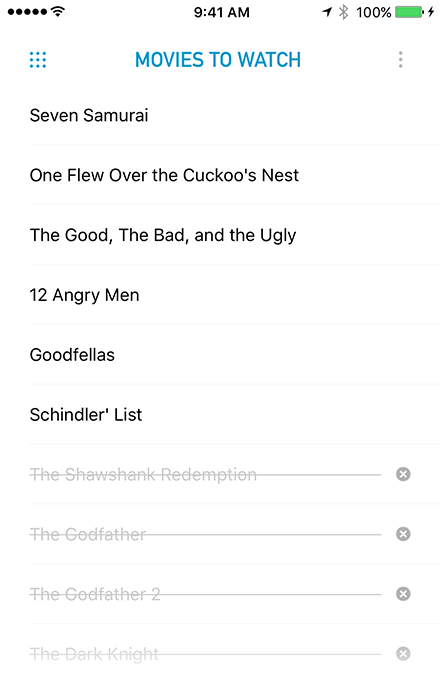 9:41 AM 100%
MOVIES TO WATCH
Seven Samurai
One Flew Over the Cuckoo's Nest
The Good, The Bad, and the Ugly
12 Angry Men
Goodfellas
Schindler' List
The Shawshank Redemption
The Godfather
The Godfather 2
The Dark Knight